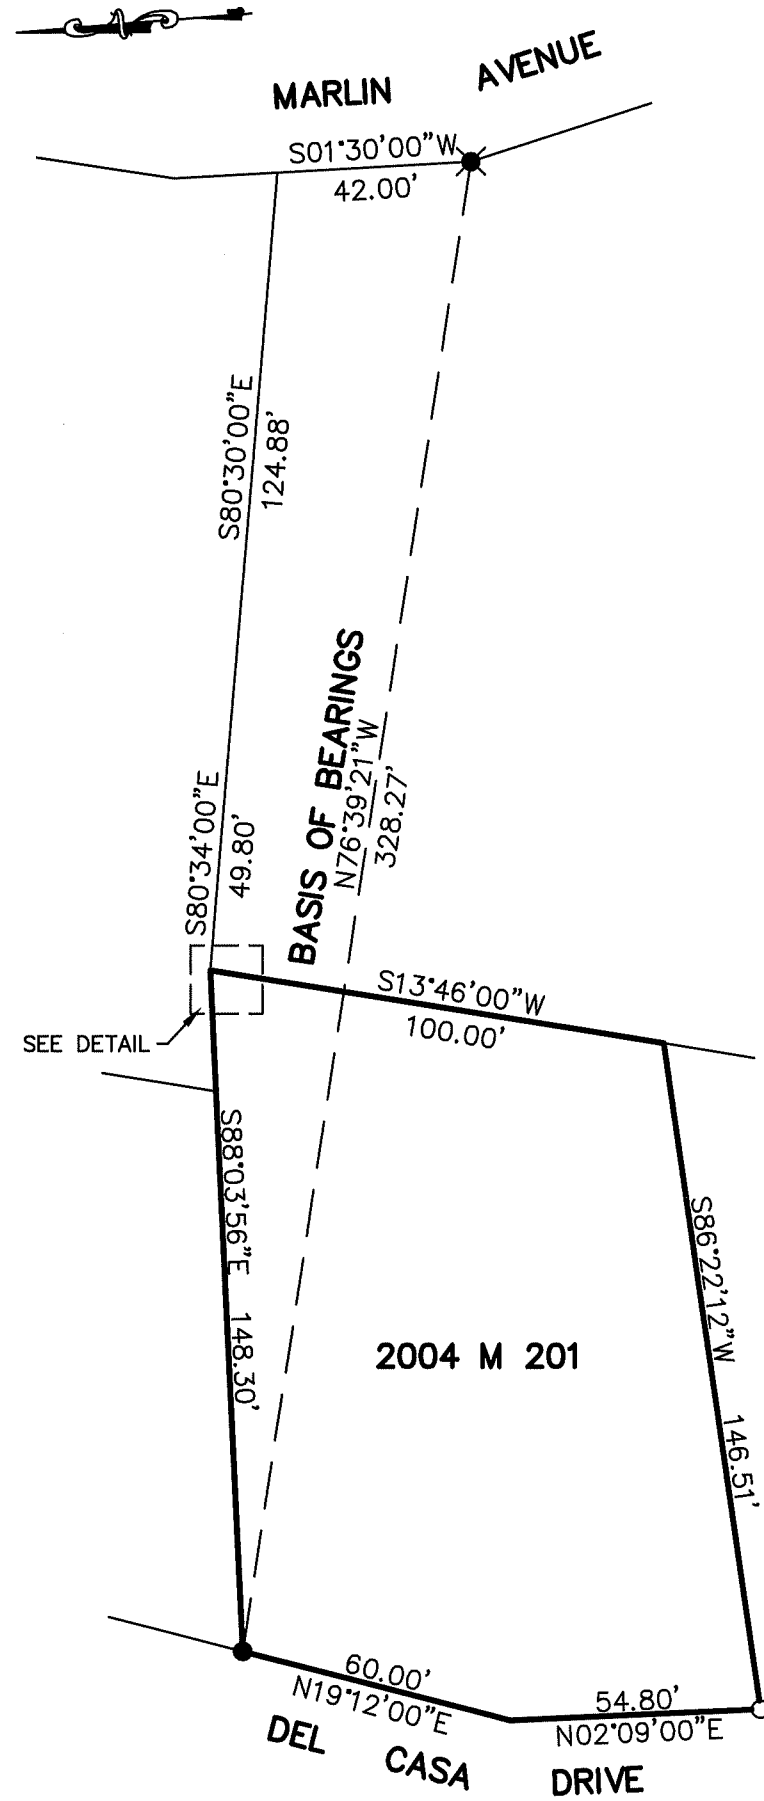 MARLIN AVENUE
S01°30'00"W
42.00'
S80°30'00"E
124.88'
BASIS OF BEARINGS
N76°39'21"W
328.27'
S80°34'00"E
49.80'
S13°46'00"W
100.00'
SEE DETAIL
S88°03'56"E 148.30'
S86°22'12"W 146.51'
2004 M 201
60.00'
N19°12'00"E
54.80'
N02°09'00"E
DEL CASA DRIVE